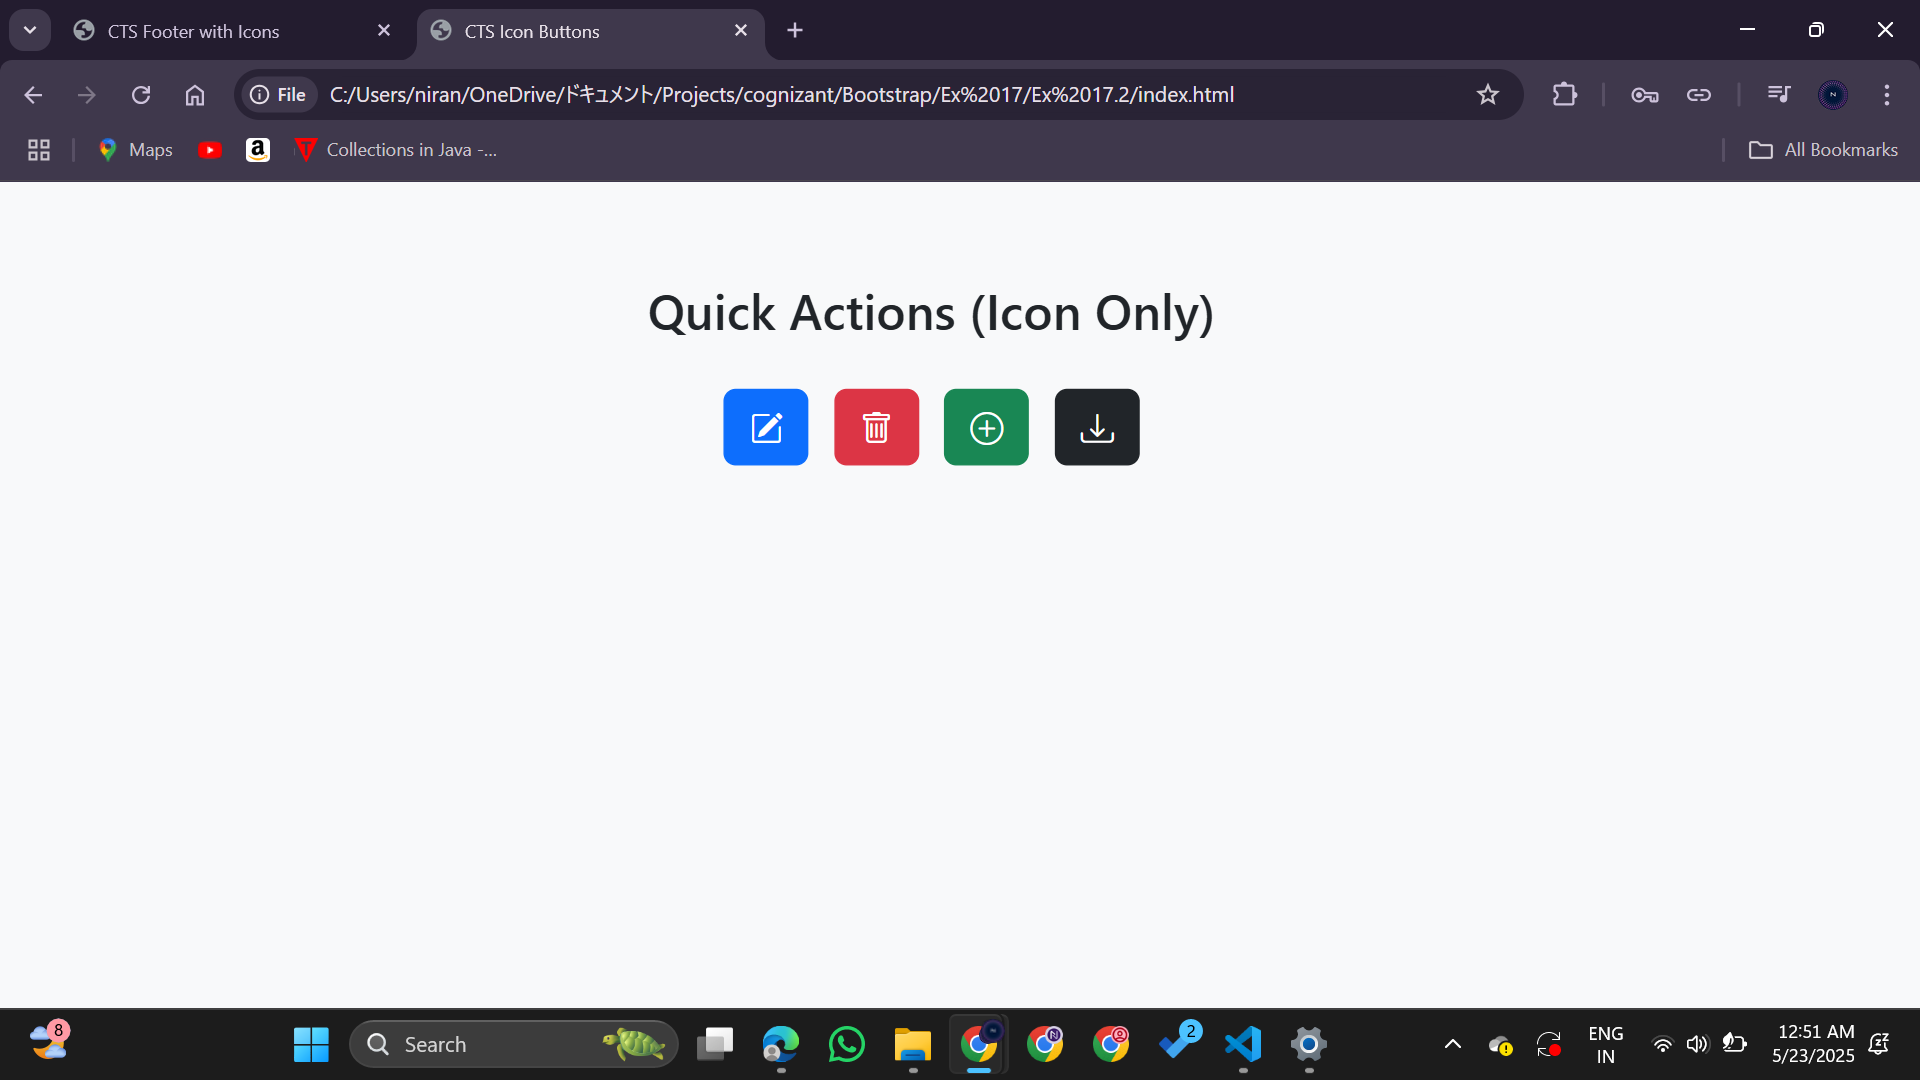 CTS Footer with Icons
CTS Icon Buttons
File
C:/Users/niran/OneDrive/ドキュメント/Projects/cognizant/Bootstrap/Ex%2017/Ex%2017.2/index.html
Maps
a
T
Collections in Java -...
All Bookmarks
Quick Actions (Icon Only)
8
Search
N
9
2
ENG
IN
12:51 AM
5/23/2025